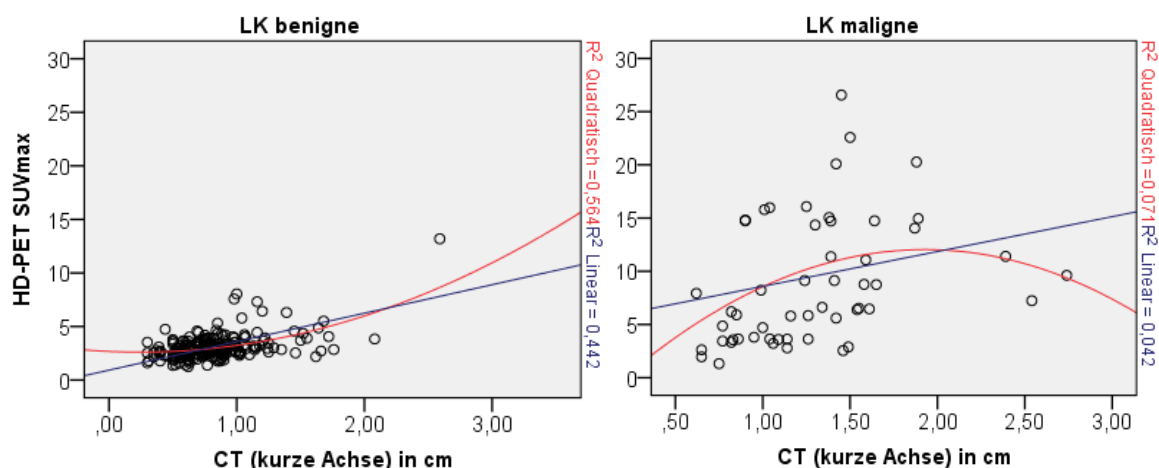 LK benigne
HD-PET SUVmax
30
25
20
15
10
5
0
,00
1,00
2,00
3,00
CT (kurze Achse) in cm
R² Quadratisch =0,564
R² Linear = 0,442
LK maligne
30
25
20
15
10
5
0
,50
1,00
1,50
2,00
2,50
3,00
CT (kurze Achse) in cm
R² Quadratisch =0,071
R² Linear = 0,042